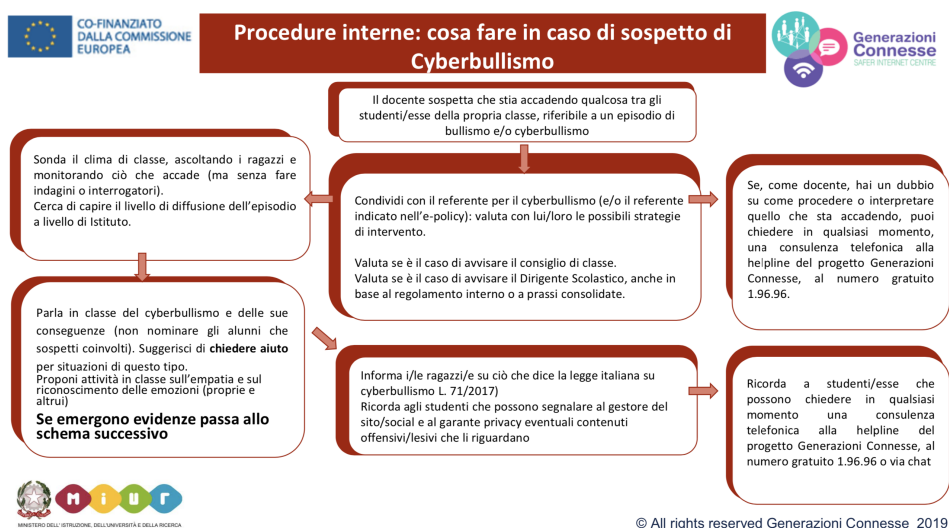 CO-FINANZIATO
DALLA COMMISSIONE
EUROPEA
Procedure interne: cosa fare in caso di sospetto di
Cyberbullismo
Generazioni
Connesse
SAFER INTERNET CENTRE
Il docente sospetta che stia accadendo qualcosa tra gli
studenti/esse della propria classe, riferibile a un episodio di
bullismo e/o cyberbullismo
Sonda il clima di classe, ascoltando i ragazzi e
monitorando ciò che accade (ma senza fare
indagini o interrogatori).
Cerca di capire il livello di diffusione dell'episodio
a livello di Istituto.
Condividi con il referente per il cyberbullismo (e/o il referente
indicato nell'e-policy): valuta con lui/loro le possibili strategie
di intervento.
Valuta se è il caso di avvisare il consiglio di classe.
Valuta se è il caso di avvisare il Dirigente Scolastico, anche in
base al regolamento interno o a prassi consolidate.
Se, come docente, hai un dubbio
su come procedere o interpretare
quello che sta accadendo, puoi
chiedere in qualsiasi momento,
una consulenza telefonica alla
helpline del progetto Generazioni
Connesse, al numero gratuito
1.96.96.
Parla in classe del cyberbullismo e delle sue
conseguenze (non nominare gli alunni che
sospetti coinvolti). Suggerisci di chiedere aiuto
per situazioni di questo tipo.
Proponi attività in classe sull'empatia e sul
riconoscimento delle emozioni (proprie e
altrui)
Se emergono evidenze passa allo
schema successivo
Informa i/le ragazzi/e su ciò che dice la legge italiana su
cyberbullismo L. 71/2017)
Ricorda agli studenti che possono segnalare al gestore del
sito/social e al garante privacy eventuali contenuti
offensivi/lesivi che li riguardano
Ricorda a studenti/esse che
possono chiedere in qualsiasi
momento una consulenza
telefonica alla helpline del
progetto Generazioni Connesse, al
numero gratuito 1.96.96 o via chat
miur
MINISTERO DELL'ISTRUZIONE, DELL'UNIVERSITÀ E DELLA RICERCA
© All rights reserved Generazioni Connesse 2019